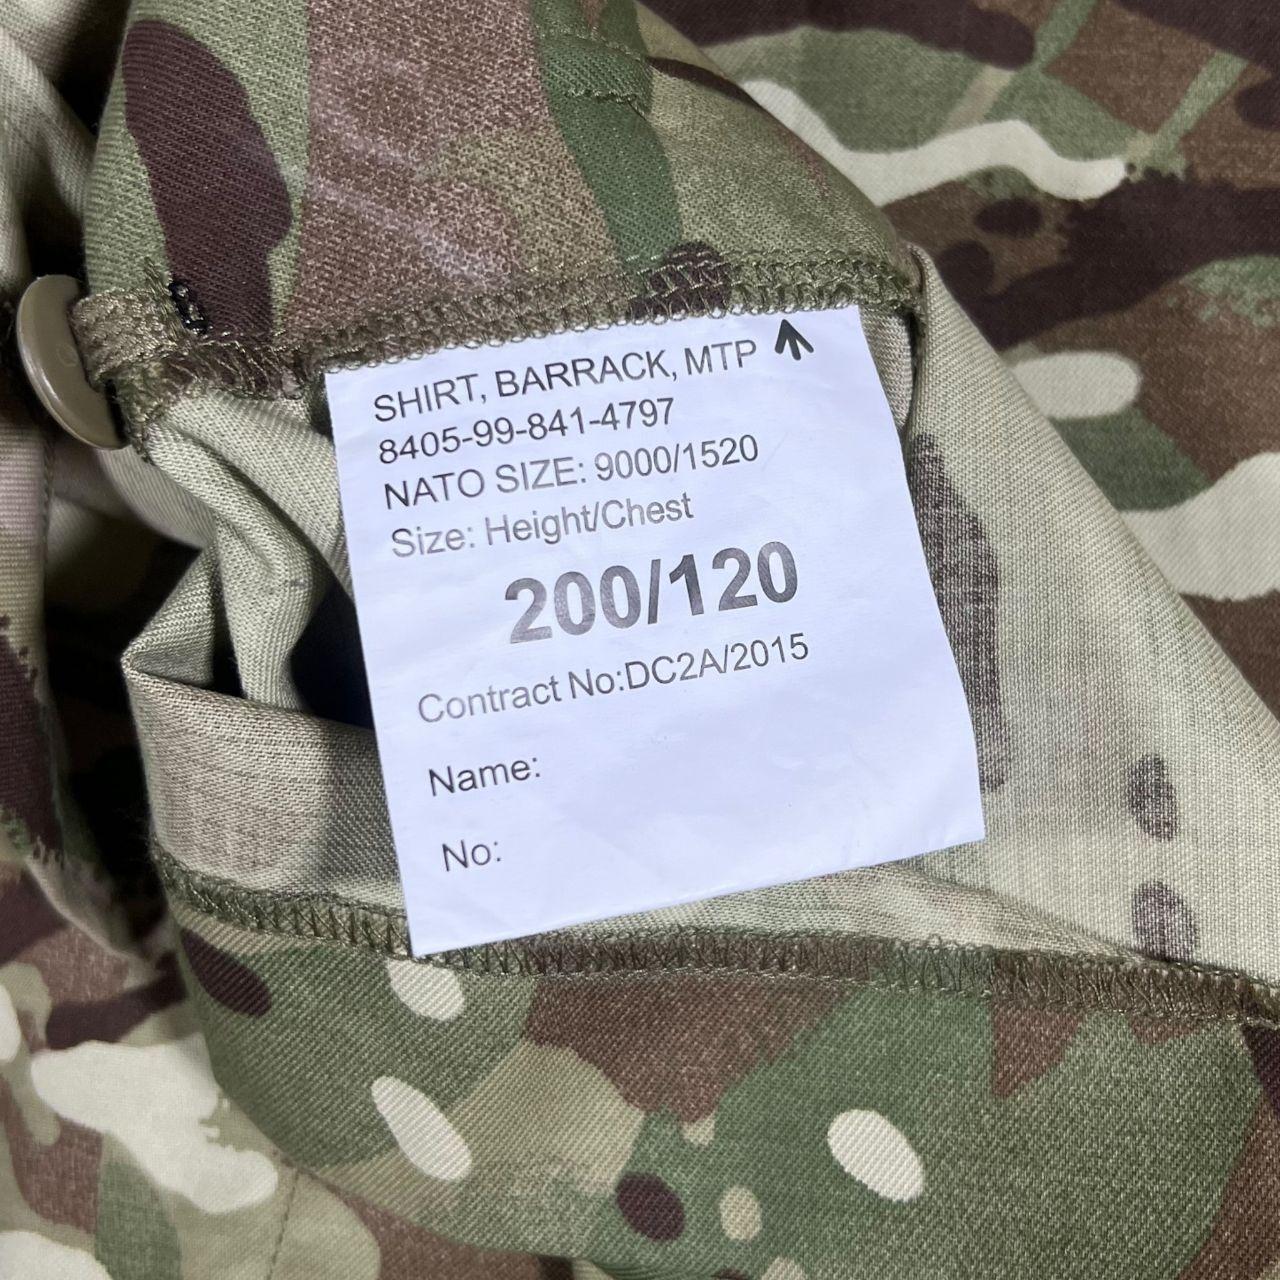 SHIRT, BARRACK, MTP
8405-99-841-4797
NATO SIZE: 9000/1520
Size: Height/Chest
200/120
Contract No:DC2A/2015
Name:
No: